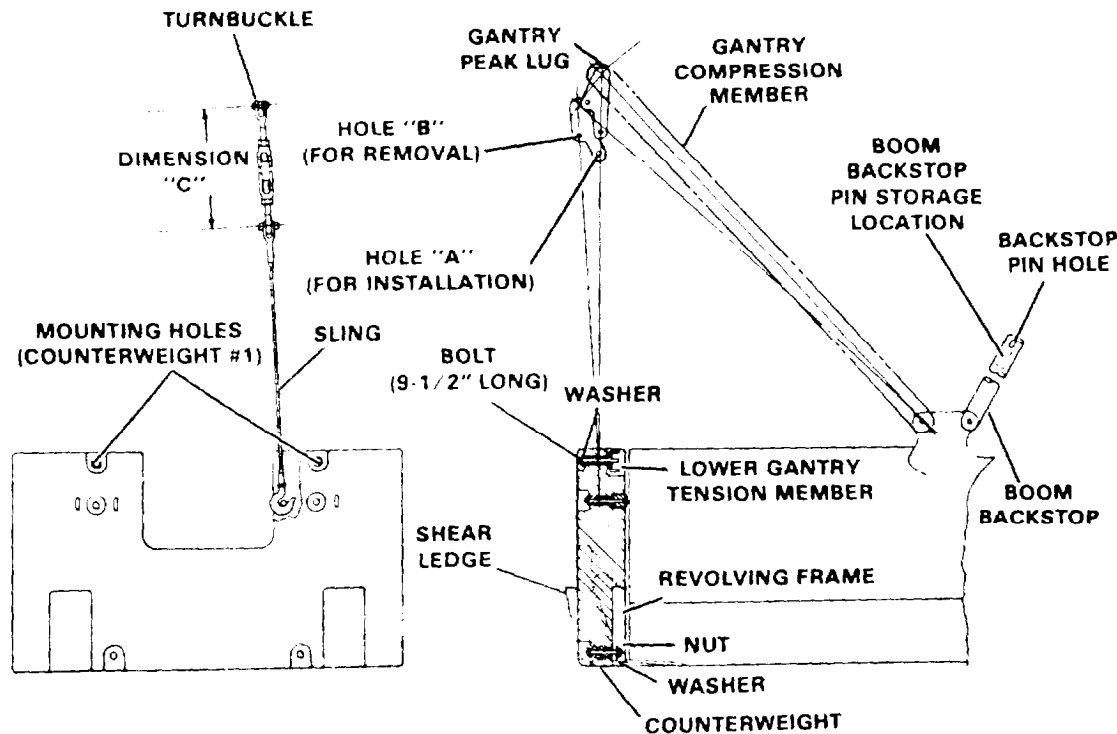 TURNBUCKLE
DIMENSION
"C"
HOLE "B"
(FOR REMOVAL)
HOLE "A"
(FOR INSTALLATION)
MOUNTING HOLES
(COUNTERWEIGHT #1)
SLING
GANTRY
PEAK LUG
GANTRY
COMPRESSION
MEMBER
BOOM
BACKSTOP
PIN STORAGE
LOCATION
BACKSTOP
PIN HOLE
BOLT
(9-1/2" LONG)
WASHER
LOWER GANTRY
TENSION MEMBER
BOOM
BACKSTOP
SHEAR
LEDGE
REVOLVING FRAME
NUT
WASHER
COUNTERWEIGHT